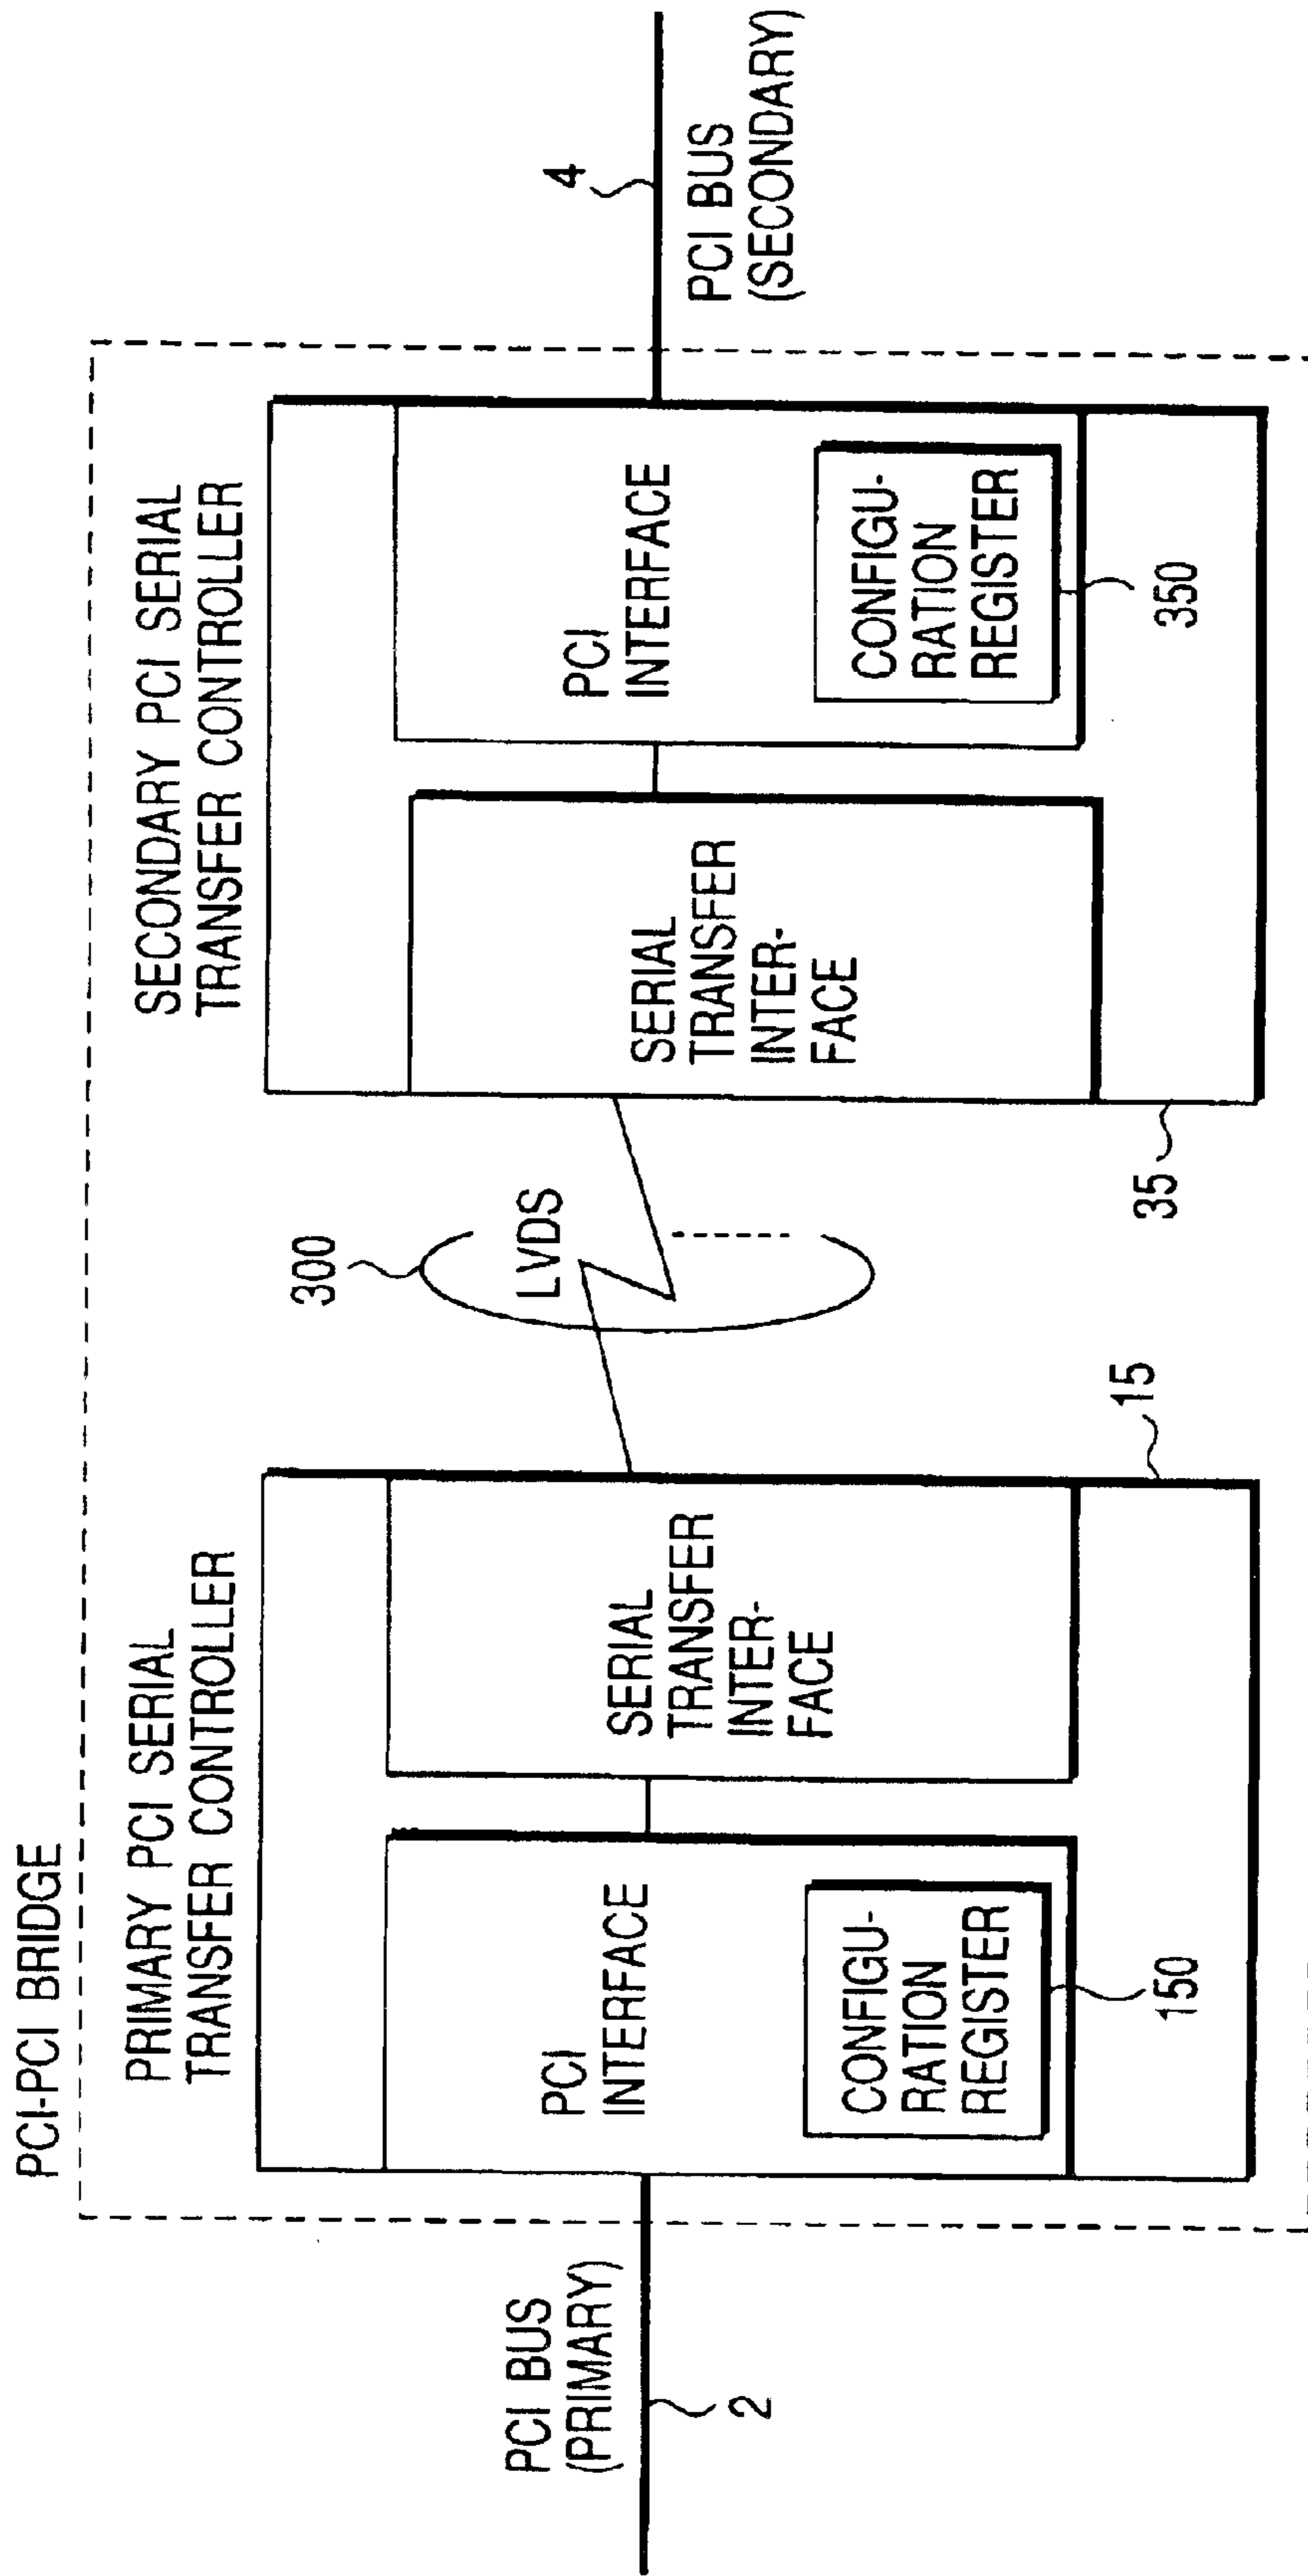 PCI-PCI BRIDGE
PRIMARY PCI SERIAL
TRANSFER CONTROLLER
SECONDARY PCI SERIAL
TRANSFER CONTROLLER
PCI BUS
(PRIMARY)
2
PCI
INTERFACE
CONFIGU-
RATION
REGISTER
150
SERIAL
TRANSFER
INTER-
FACE
15
300
LVDS
SERIAL
TRANSFER
INTER-
FACE
35
PCI
INTERFACE
CONFIGU-
RATION
REGISTER
350
4
PCI BUS
(SECONDARY)